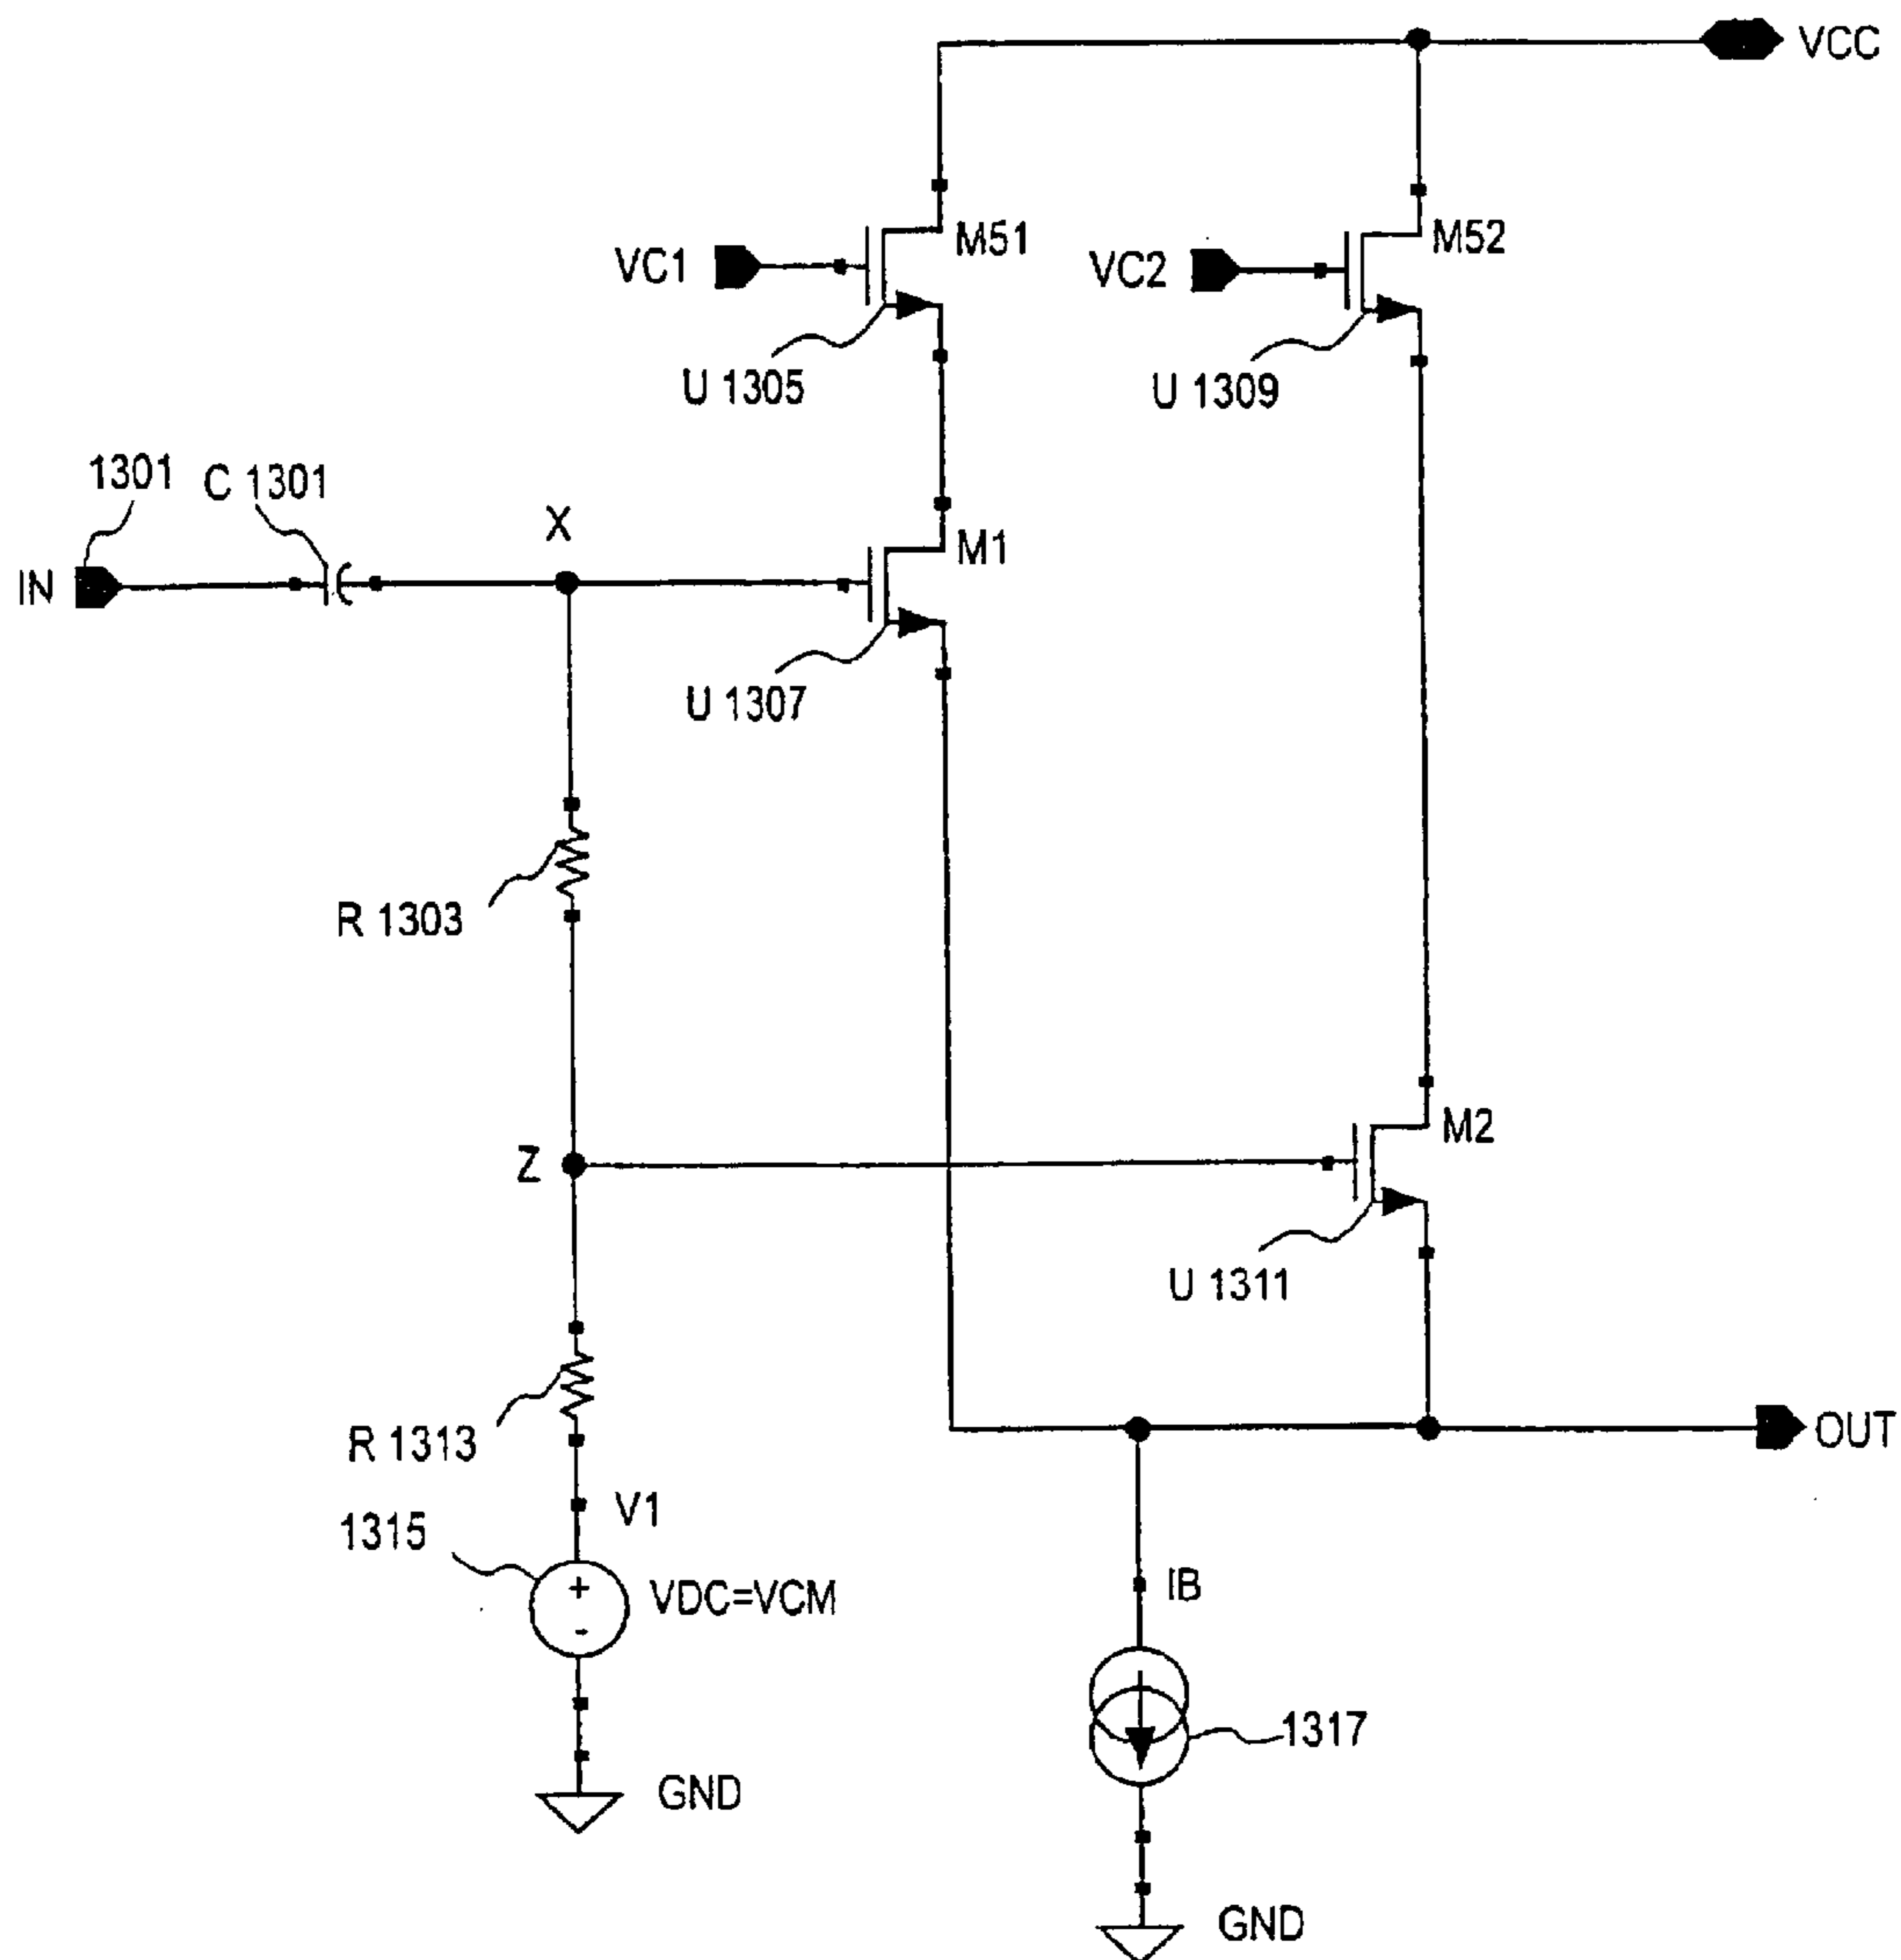 VCC
M51
M52
VC1
VC2
U 1305
U 1309
1301
C 1301
X
M1
IN
U 1307
R 1303
M2
Z
U 1311
R 1313
OUT
V1
1315
IB
VDC=VCM
+
-
1317
GND
GND